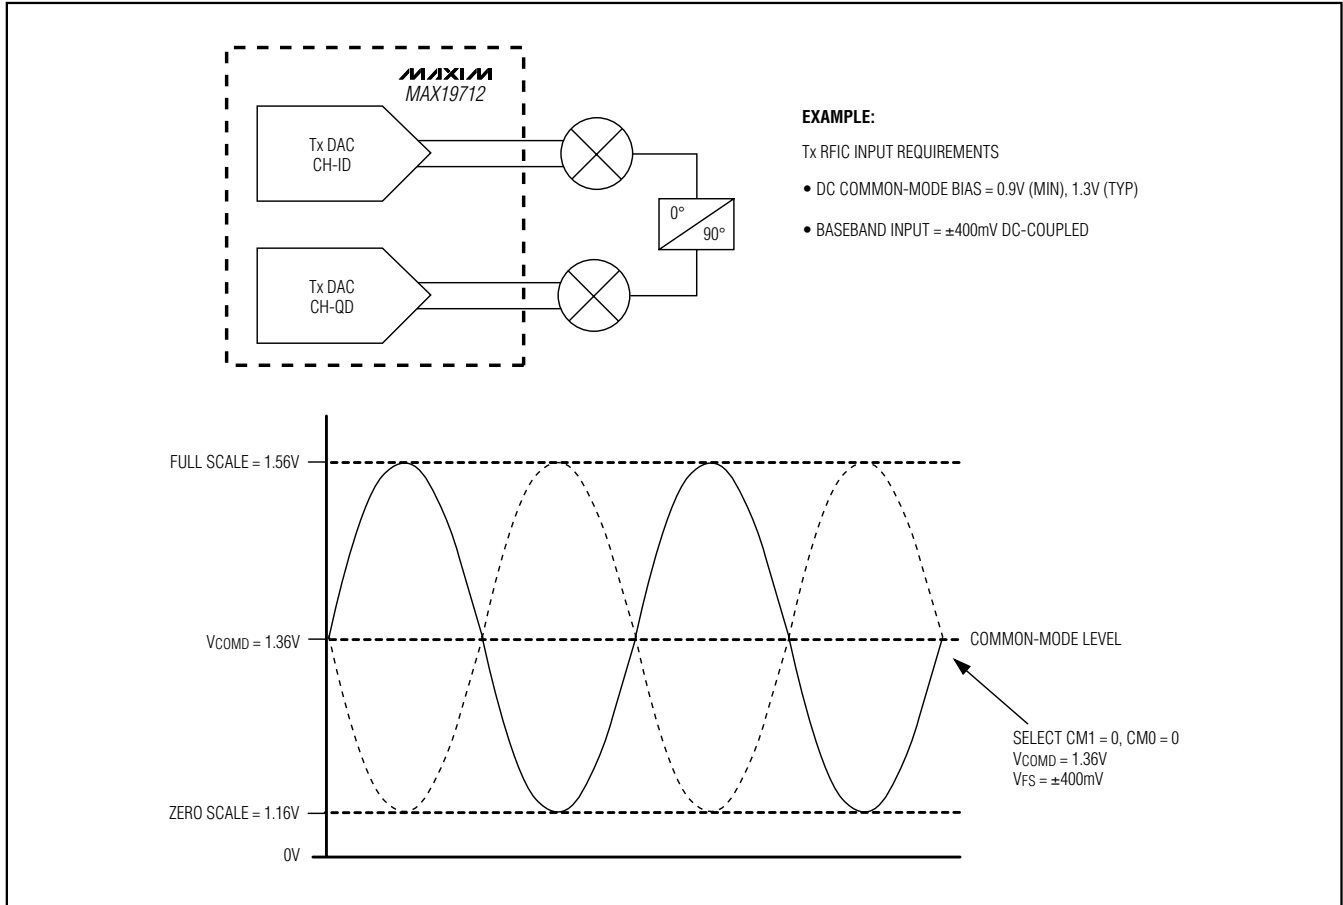 MAXIM
MAX19712
Tx DAC
CH-ID
Tx DAC
CH-QD
0°
90°
EXAMPLE:
Tx RFIC INPUT REQUIREMENTS
• DC COMMON-MODE BIAS = 0.9V (MIN), 1.3V (TYP)
• BASEBAND INPUT = ±400mV DC-COUPLED
FULL SCALE = 1.56V
VCOMD = 1.36V
COMMON-MODE LEVEL
SELECT CM1 = 0, CM0 = 0
VCOMD = 1.36V
VFS = ±400mV
ZERO SCALE = 1.16V
0V